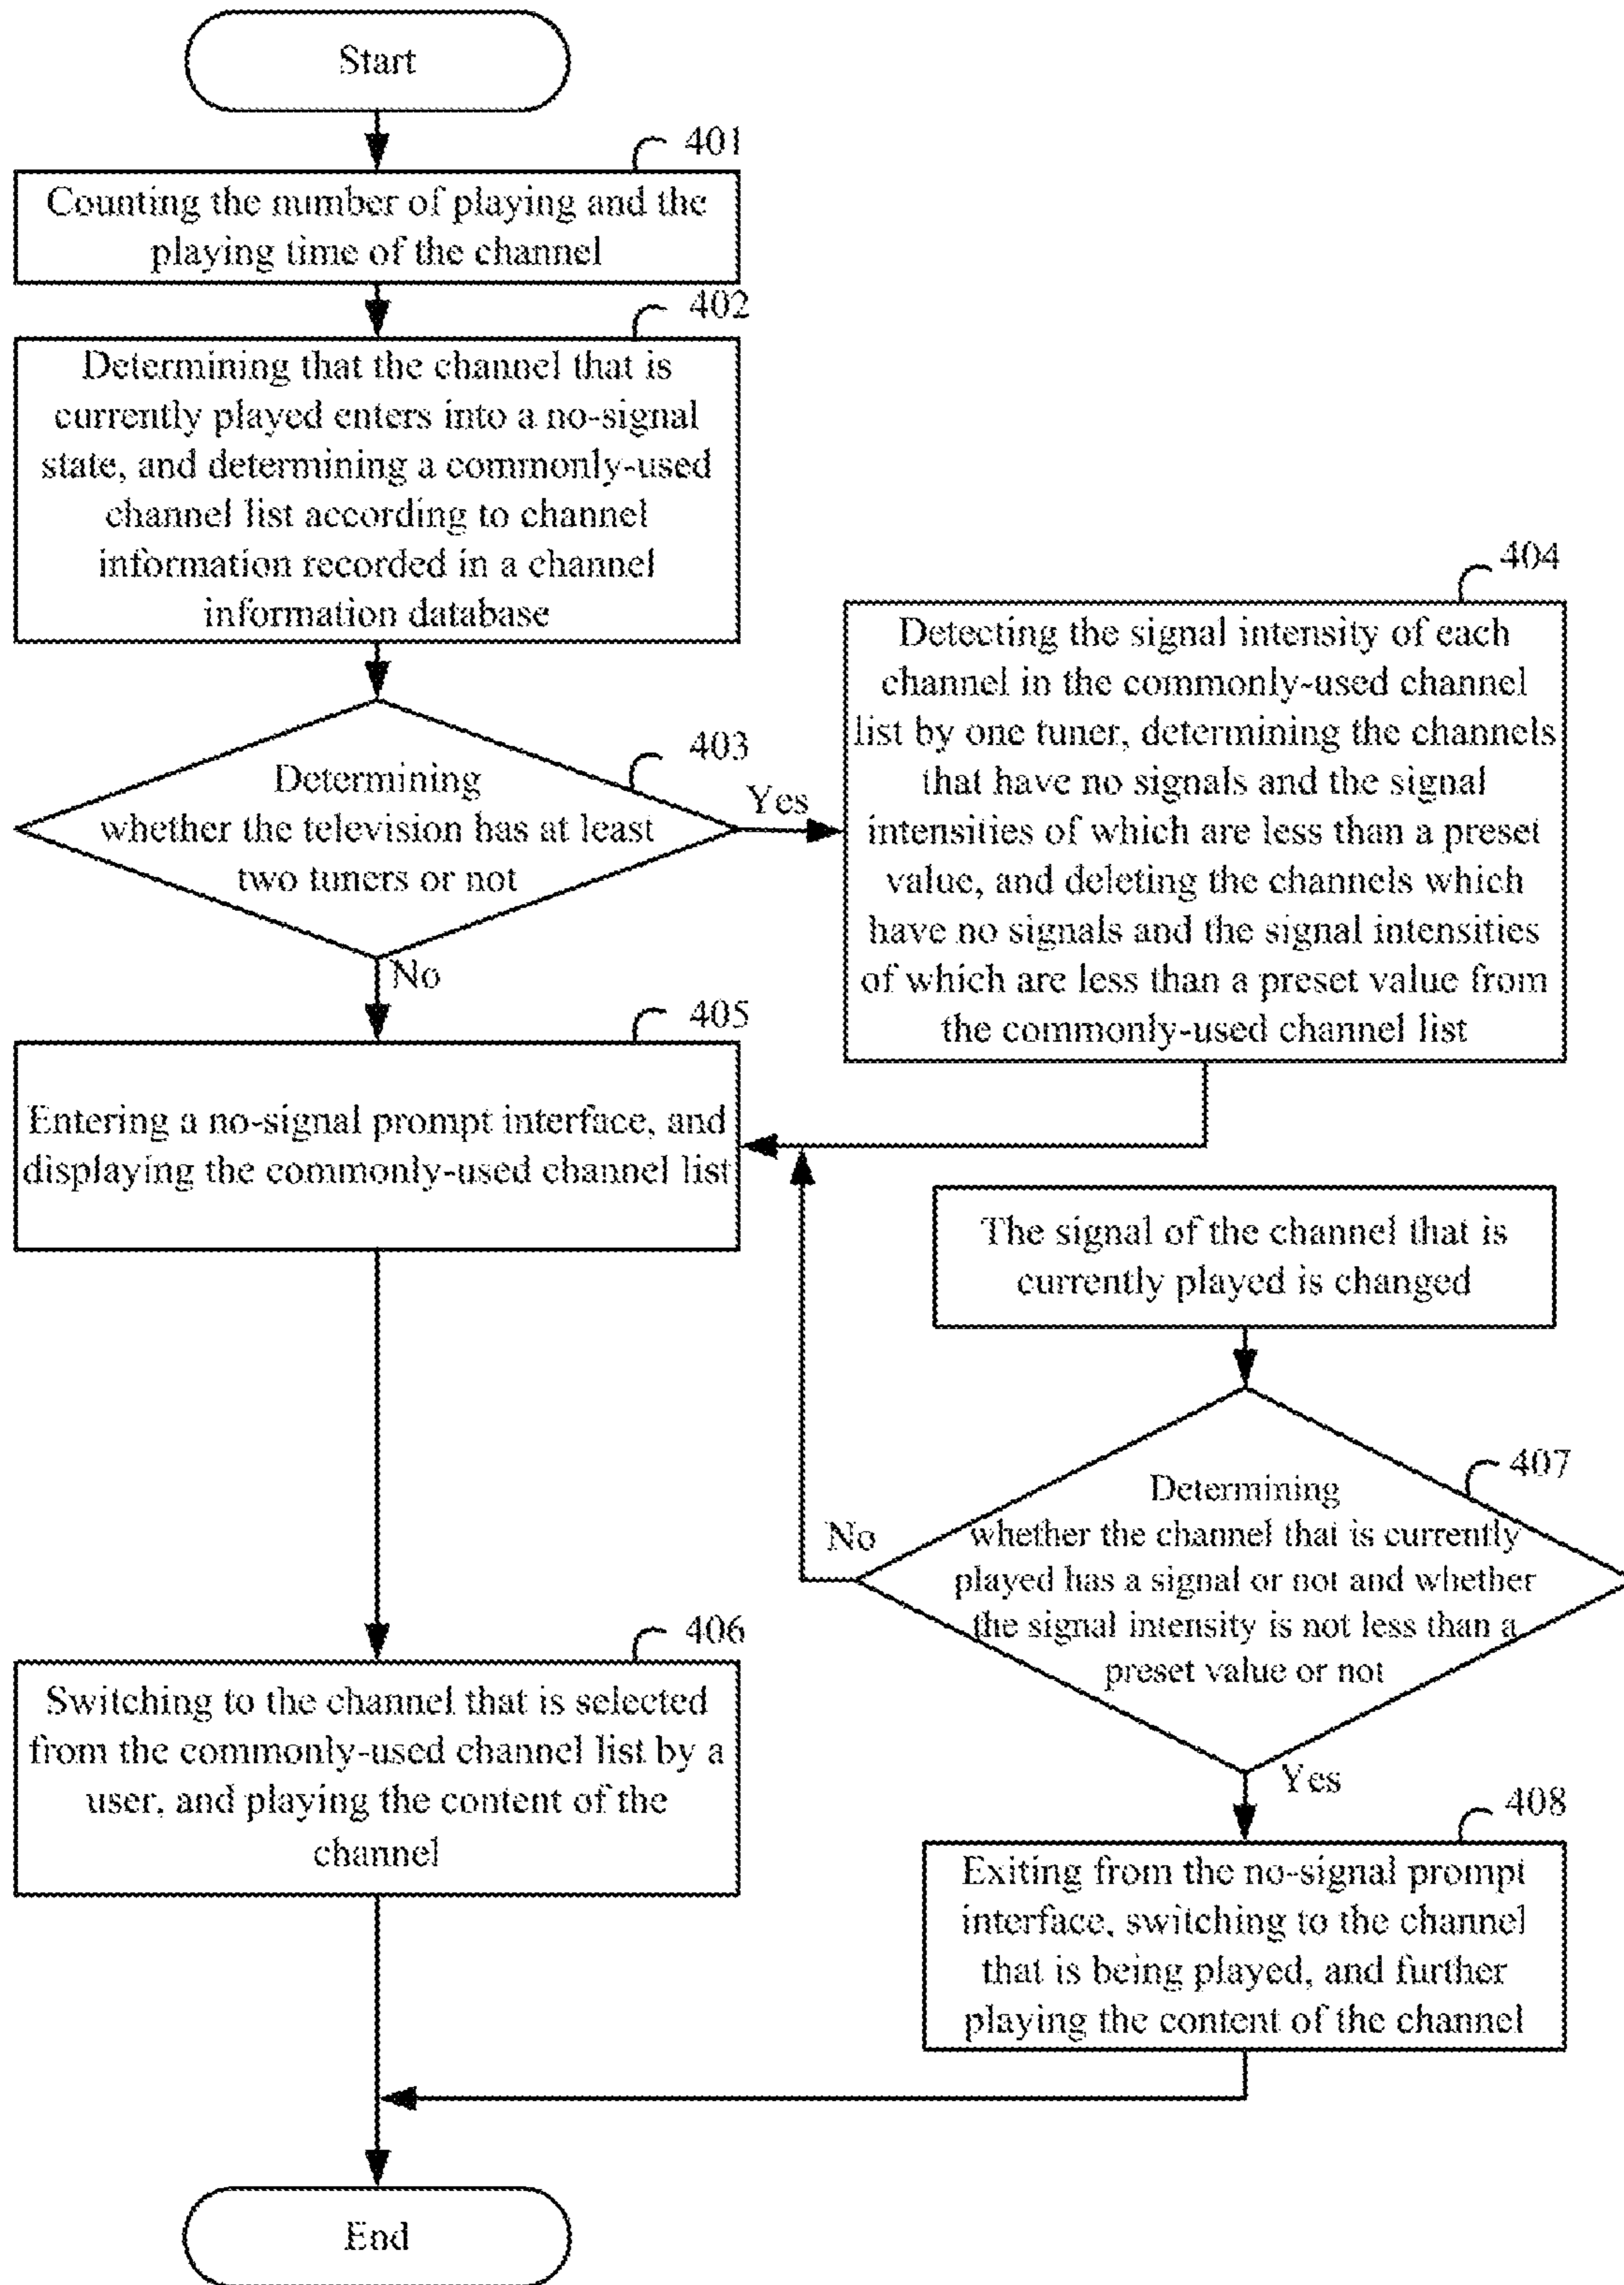 Start
401
Counting the number of playing and the
playing time of the channel
402
Determining that the channel that is
currently played enters into a no-signal
state, and determining a commonly-used
channel list according to channel
information recorded in a channel
information database
403
Determining
whether the television has at least
two tuners or not
Yes
No
404
Detecting the signal intensity of each
channel in the commonly-used channel
list by one tuner, determining the channels
that have no signals and the signal
intensities of which are less than a preset
value, and deleting the channels which
have no signals and the signal intensities
of which are less than a preset value from
the commonly-used channel list
405
Entering a no-signal prompt interface, and
displaying the commonly-used channel list
The signal of the channel that is
currently played is changed
407
Determining
whether the channel that is currently
played has a signal or not and whether
the signal intensity is not less than a
preset value or not
No
Yes
406
Switching to the channel that is selected
from the commonly-used channel list by a
user, and playing the content of the
channel
408
Exiting from the no-signal prompt
interface, switching to the channel
that is being played, and further
playing the content of the channel
End